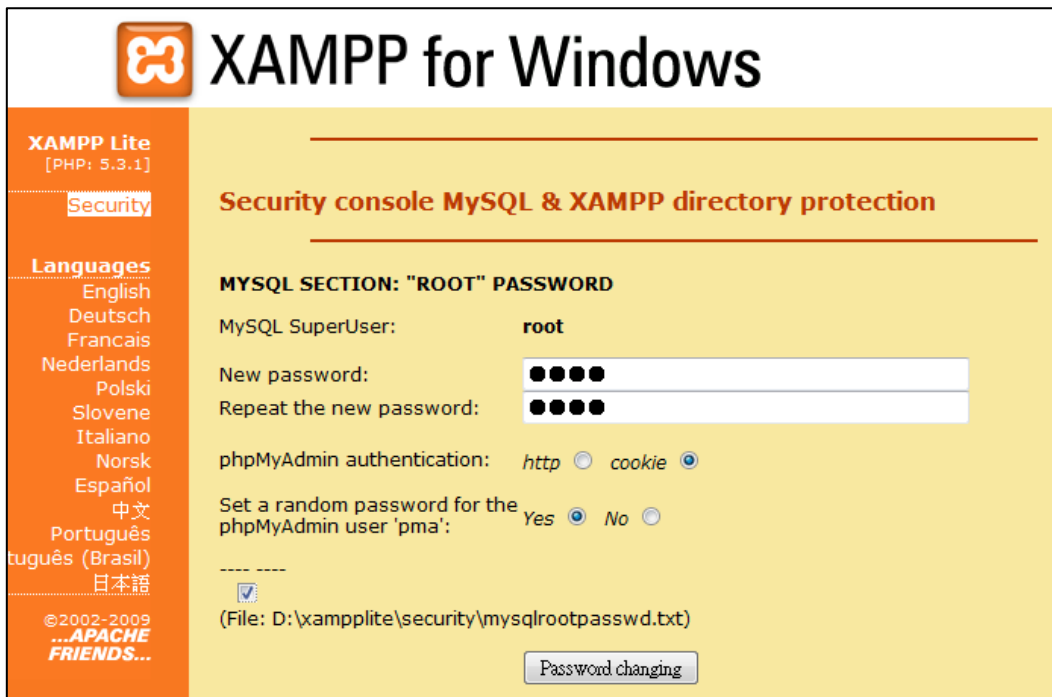 XAMPP for Windows
XAMPP Lite
[PHP: 5.3.1]
Security
Languages
English
Deutsch
Francais
Nederlands
Polski
Slovene
Italiano
Norsk
Español
中文
Português
tuguês (Brasil)
日本語
©2002-2009
...APACHE
FRIENDS...
Security console MySQL & XAMPP directory protection
MYSQL SECTION: "ROOT" PASSWORD
MySQL SuperUser: root
New password: ●●●●
Repeat the new password: ●●●●
phpMyAdmin authentication: http cookie
Set a random password for the
phpMyAdmin user 'pma': Yes No
---- ----
(File: D:\xampplite\security\mysqlrootpasswd.txt)
Password changing